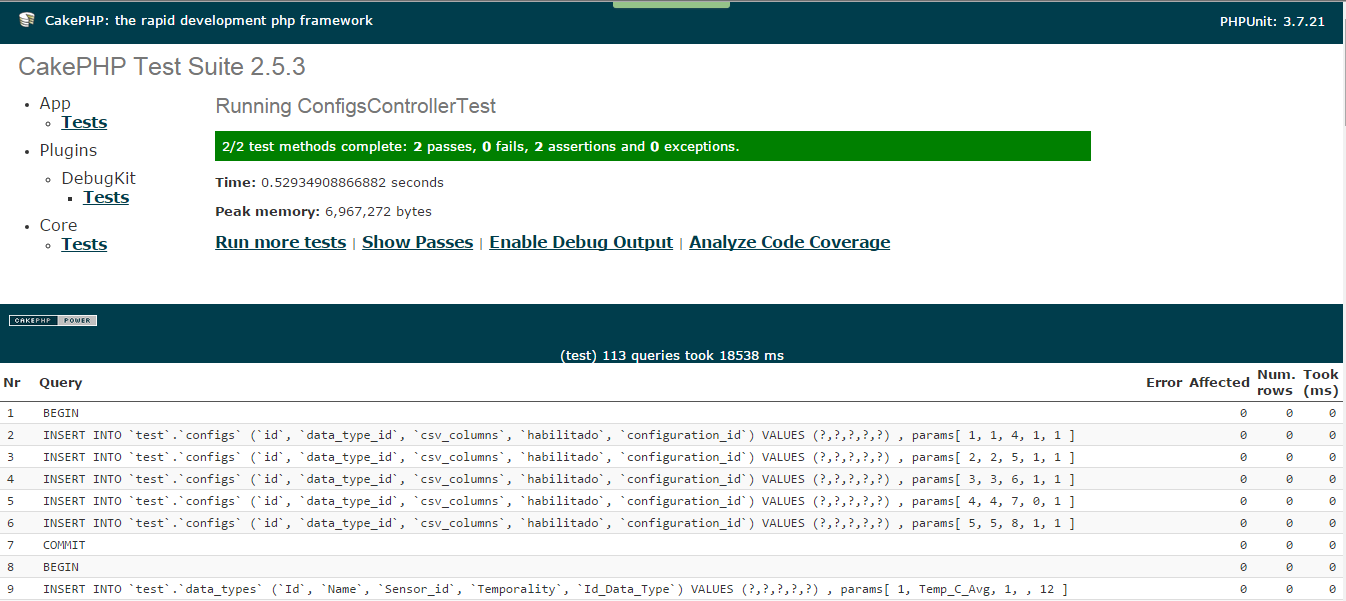 CakePHP: the rapid development php framework
PHPUnit: 3.7.21
CakePHP Test Suite 2.5.3
App
Tests
Plugins
DebugKit
Tests
Core
Tests
Running ConfigsControllerTest
2/2 test methods complete: 2 passes, 0 fails, 2 assertions and 0 exceptions.
Time: 0.52934908866882 seconds
Peak memory: 6,967,272 bytes
Run more tests | Show Passes | Enable Debug Output | Analyze Code Coverage
CAKEPHP POWER
(test) 113 queries took 18538 ms
Nr Query Error Affected Num. rows Took (ms)
1 BEGIN 0 0 0
2 INSERT INTO `test`.`configs` (`id`, `data_type_id`, `csv_columns`, `habilitado`, `configuration_id`) VALUES (?,?,?,?,?) , params[ 1, 1, 4, 1, 1 ] 0 0 0
3 INSERT INTO `test`.`configs` (`id`, `data_type_id`, `csv_columns`, `habilitado`, `configuration_id`) VALUES (?,?,?,?,?) , params[ 2, 2, 5, 1, 1 ] 0 0 0
4 INSERT INTO `test`.`configs` (`id`, `data_type_id`, `csv_columns`, `habilitado`, `configuration_id`) VALUES (?,?,?,?,?) , params[ 3, 3, 6, 1, 1 ] 0 0 0
5 INSERT INTO `test`.`configs` (`id`, `data_type_id`, `csv_columns`, `habilitado`, `configuration_id`) VALUES (?,?,?,?,?) , params[ 4, 4, 7, 0, 1 ] 0 0 0
6 INSERT INTO `test`.`configs` (`id`, `data_type_id`, `csv_columns`, `habilitado`, `configuration_id`) VALUES (?,?,?,?,?) , params[ 5, 5, 8, 1, 1 ] 0 0 0
7 COMMIT 0 0 0
8 BEGIN 0 0 0
9 INSERT INTO `test`.`data_types` (`Id`, `Name`, `Sensor_id`, `Temporality`, `Id_Data_Type`) VALUES (?,?,?,?,?) , params[ 1, Temp_C_Avg, 1, , 12 ] 0 0 0